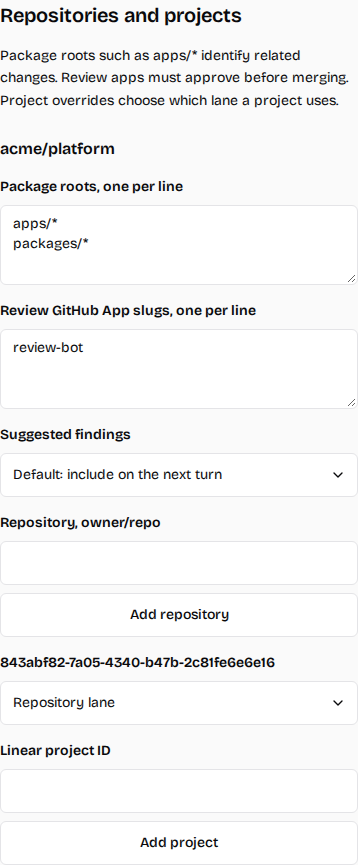 Repositories and projects
Package roots such as apps/* identify related
changes. Review apps must approve before merging.
Project overrides choose which lane a project uses.
acme/platform
Package roots, one per line
apps/*
packages/*
Review GitHub App slugs, one per line
review-bot
Suggested findings
Default: include on the next turn
Repository, owner/repo
Add repository
843abf82-7a05-4340-b47b-2c81fe6e6e16
Repository lane
Linear project ID
Add project